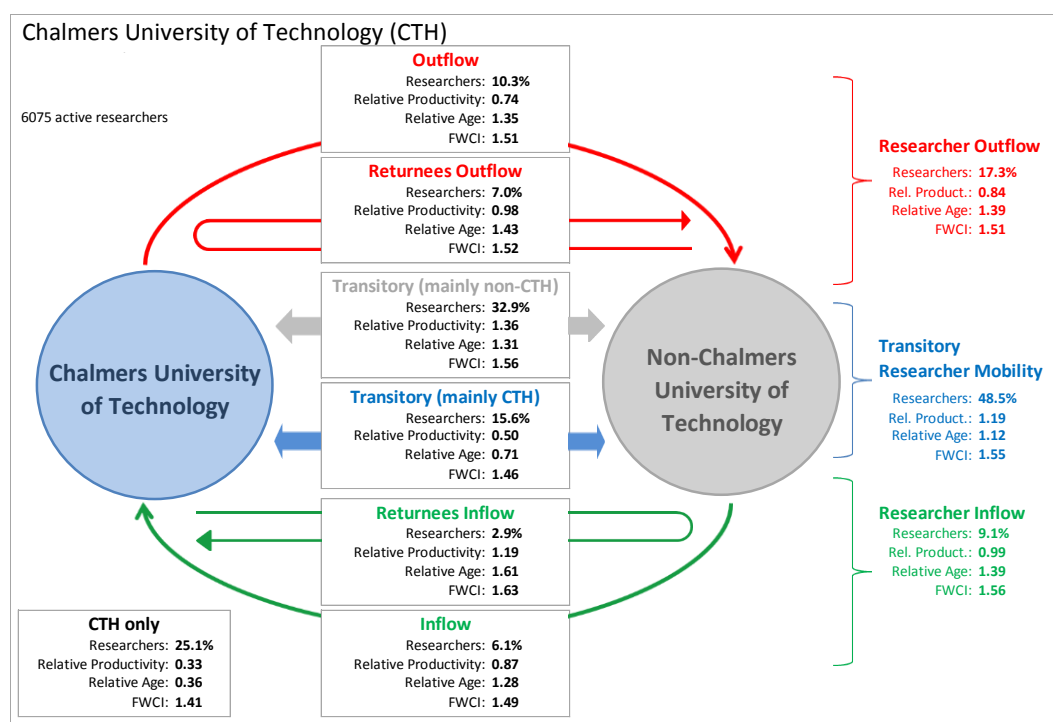 Chalmers University of Technology (CTH)
6075 active researchers
Outflow
Researchers: 10.3%
Relative Productivity: 0.74
Relative Age: 1.35
FWCI: 1.51
Returnees Outflow
Researchers: 7.0%
Relative Productivity: 0.98
Relative Age: 1.43
FWCI: 1.52
Transitory (mainly non-CTH)
Researchers: 32.9%
Relative Productivity: 1.36
Relative Age: 1.31
FWCI: 1.56
Transitory (mainly CTH)
Researchers: 15.6%
Relative Productivity: 0.50
Relative Age: 0.71
FWCI: 1.46
Returnees Inflow
Researchers: 2.9%
Relative Productivity: 1.19
Relative Age: 1.61
FWCI: 1.63
Inflow
Researchers: 6.1%
Relative Productivity: 0.87
Relative Age: 1.28
FWCI: 1.49
Chalmers University
of Technology
Non-Chalmers
University of
Technology
CTH only
Researchers: 25.1%
Relative Productivity: 0.33
Relative Age: 0.36
FWCI: 1.41
Researcher Outflow
Researchers: 17.3%
Rel. Product.: 0.84
Relative Age: 1.39
FWCI: 1.51
Transitory
Researcher Mobility
Researchers: 48.5%
Rel. Product.: 1.19
Relative Age: 1.12
FWCI: 1.55
Researcher Inflow
Researchers: 9.1%
Rel. Product.: 0.99
Relative Age: 1.39
FWCI: 1.56